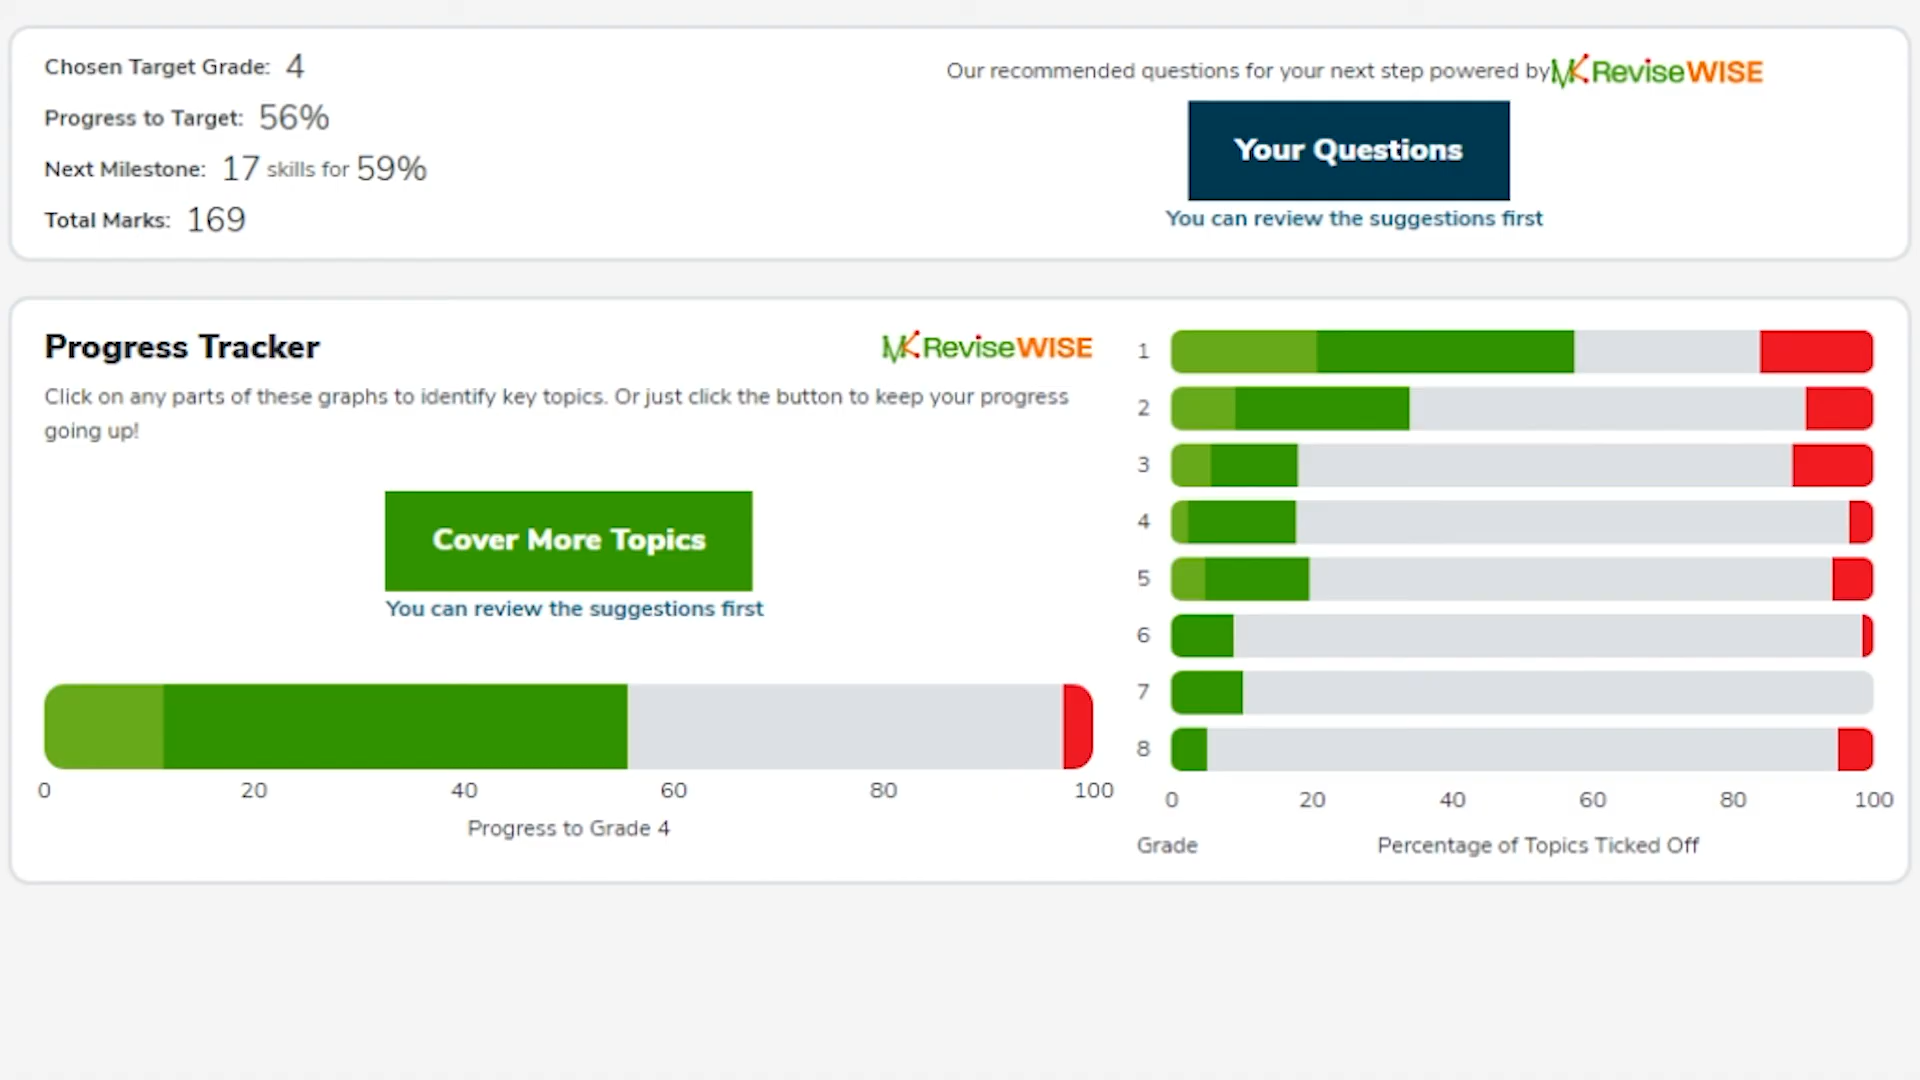 Chosen Target Grade: 4
Progress to Target: 56%
Next Milestone: 17 skills for 59%
Total Marks: 169
Our recommended questions for your next step powered by MK ReviseWISE
Your Questions
You can review the suggestions first
Progress Tracker
MK ReviseWISE
Click on any parts of these graphs to identify key topics. Or just click the button to keep your progress
going up!
Cover More Topics
You can review the suggestions first
0 20 40 60 80 100
Progress to Grade 4
1
2
3
4
5
6
7
8
0 20 40 60 80 100
Grade Percentage of Topics Ticked Off